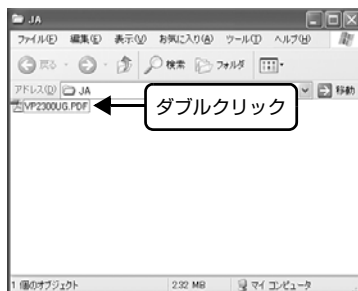 JA
ファイル(F) 編集(E) 表示(V) お気に入り(A) ツール(T) ヘルプ(H)
戻る 検索 フォルダ
アドレス(D) JA 移動
VP2300UG.PDF
ダブルクリック
1 個のオブジェクト 2.32 MB マイ コンピュータ